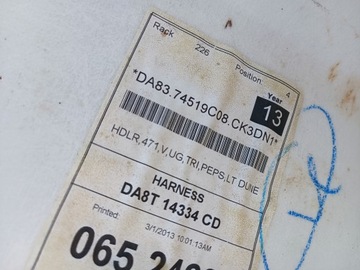 Rack 226 Position: 4
Year
13
*DA83.74519C08.CK3DN1*
HDLR,471,V,UG,TRI,PEPS,LT DUNE
HARNESS
DA8T 14334 CD
Printed: 3/1/2013 10:01:13AM
065